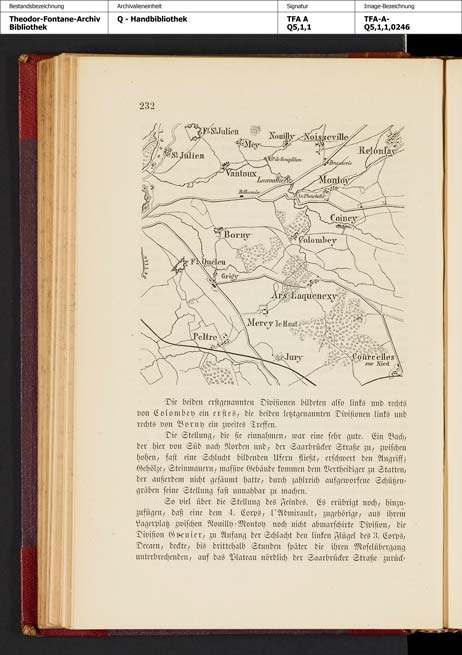 Bestandsbezeichnung
Theodor-Fontane-Archiv
Bibliothek
Archivalieneinheit
Q - Handbibliothek
Signatur
TFA A
Q5,1,1
Image-Bezeichnung
TFA-A-
Q5,1,1,0246
232
Ft. St. Julien
Nouilly
Noisseville
Mey
Retonfay
St. Julien
Brasserie
Vantoux
Lauvallier
Montoy
Bellecroix
la Planchette
Coincy
Borny
Colombey
Ft. Queleu
Grigy
Ars Laquenexy
Mercy le Haut
Peltre
Jury
Courcelles
sur Nied
Die beiden erstgenannten Divisionen bildeten also links und rechts
von Colombey ein erstes, die beiden letztgenannten Divisionen links und
rechts von Borny ein zweites Treffen.
Die Stellung, die sie einnahmen, war eine sehr gute. Ein Bach,
der hier von Süd nach Norden und, der Saarbrücker Straße zu, zwischen
hohen, fast eine Schlucht bildenden Ufern fließt, erschwert den Angriff;
Gehölze, Steinmauern, massive Gebäude kommen dem Vertheidiger zu Statten,
der außerdem nicht gesäumt hatte, durch zahlreich aufgeworfene Schützen-
gräben seine Stellung fast unnahbar zu machen.
So viel über die Stellung des Feindes. Es erübrigt noch, hinzu-
zufügen, daß eine dem 4. Corps, l'Admirault, zugehörige, aus ihrem
Lagerplatz zwischen Nouilly-Montoy noch nicht abmarschirte Division, die
Division Grenier, zu Anfang der Schlacht den linken Flügel des 3. Corps,
Decaen, deckte, bis drittehalb Stunden später die ihren Moselübergang
unterbrechenden, auf das Plateau nördlich der Saarbrücker Straße zurück-